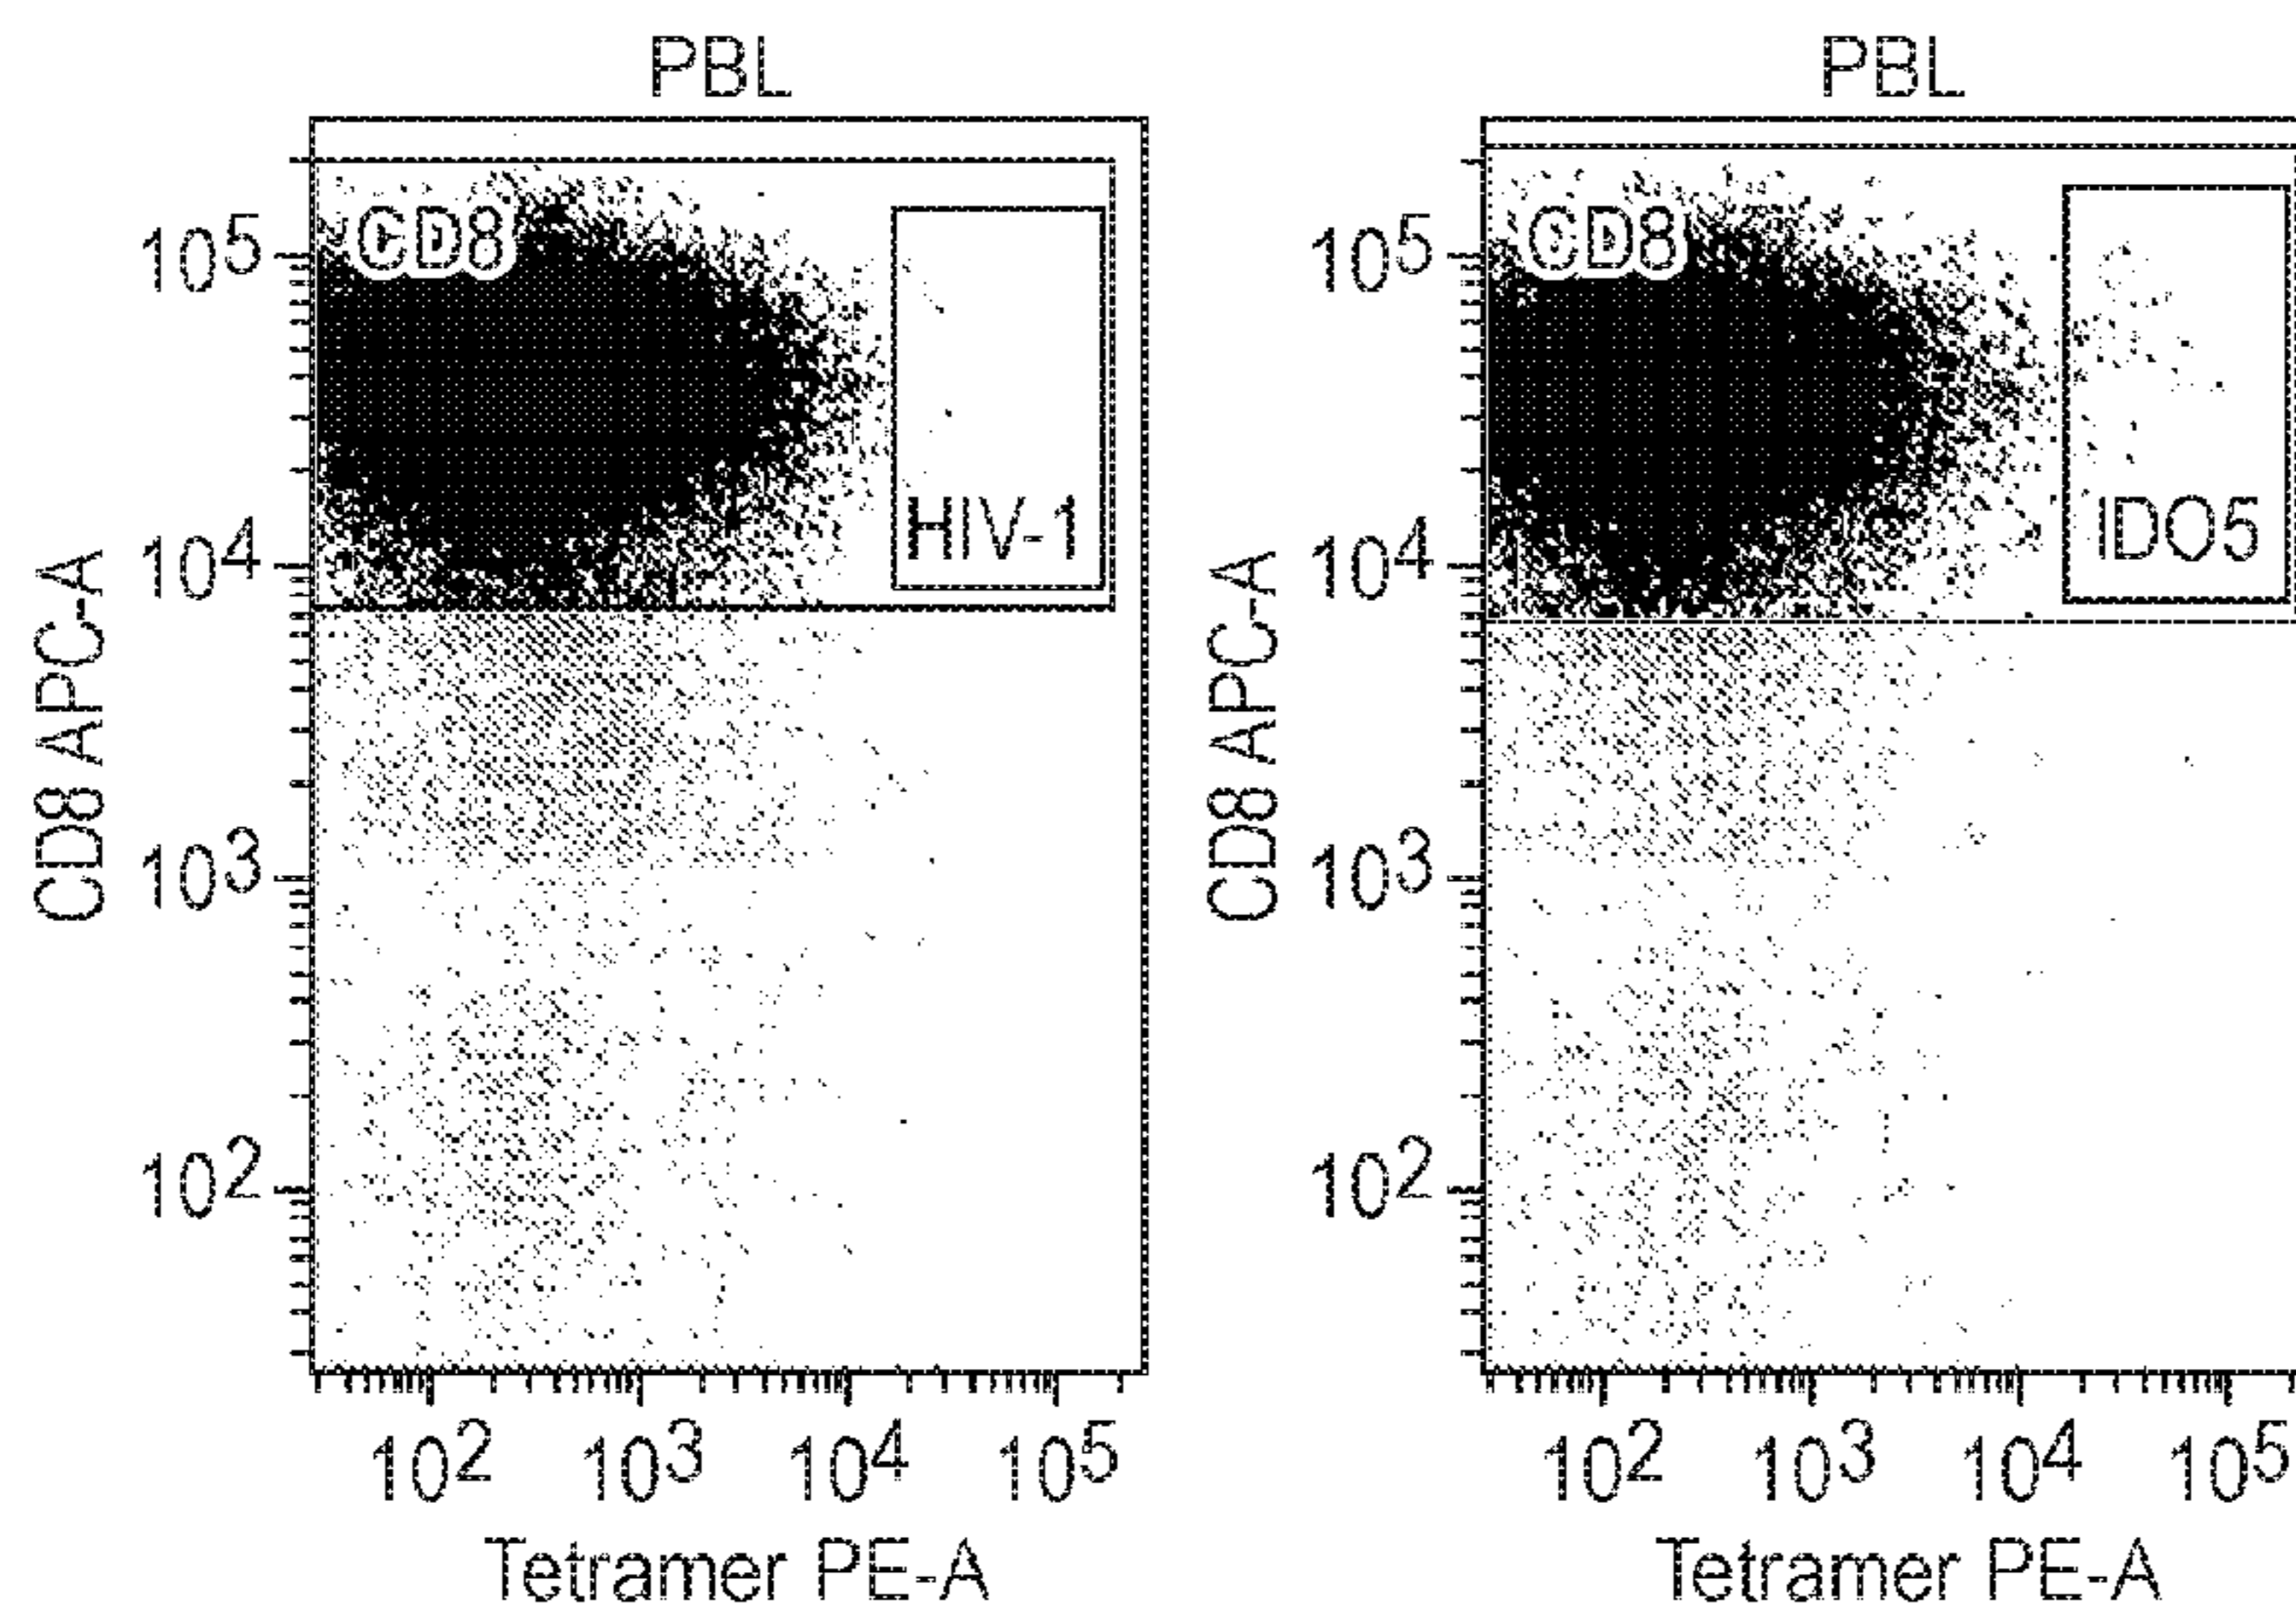 PBL
CD8
HIV-1
10⁵
10⁴
10³
10²
CD8 APC-A
10² 10³ 10⁴ 10⁵
Tetramer PE-A
PBL
CD8
IDO5
10⁵
10⁴
10³
10²
CD8 APC-A
10² 10³ 10⁴ 10⁵
Tetramer PE-A